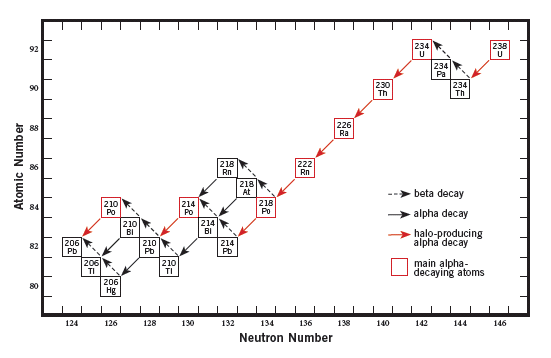 92
90
88
86
84
82
80
Atomic Number
234
U
238
U
234
Pa
234
Th
230
Th
226
Ra
222
Rn
218
Rn
218
At
218
Po
214
Po
214
Bi
214
Pb
210
Po
210
Bi
210
Pb
210
Tl
206
Pb
206
Tl
206
Hg
beta decay
alpha decay
halo-producing
alpha decay
main alpha-
decaying atoms
124 126 128 130 132 134 136 138 140 142 144 146
Neutron Number